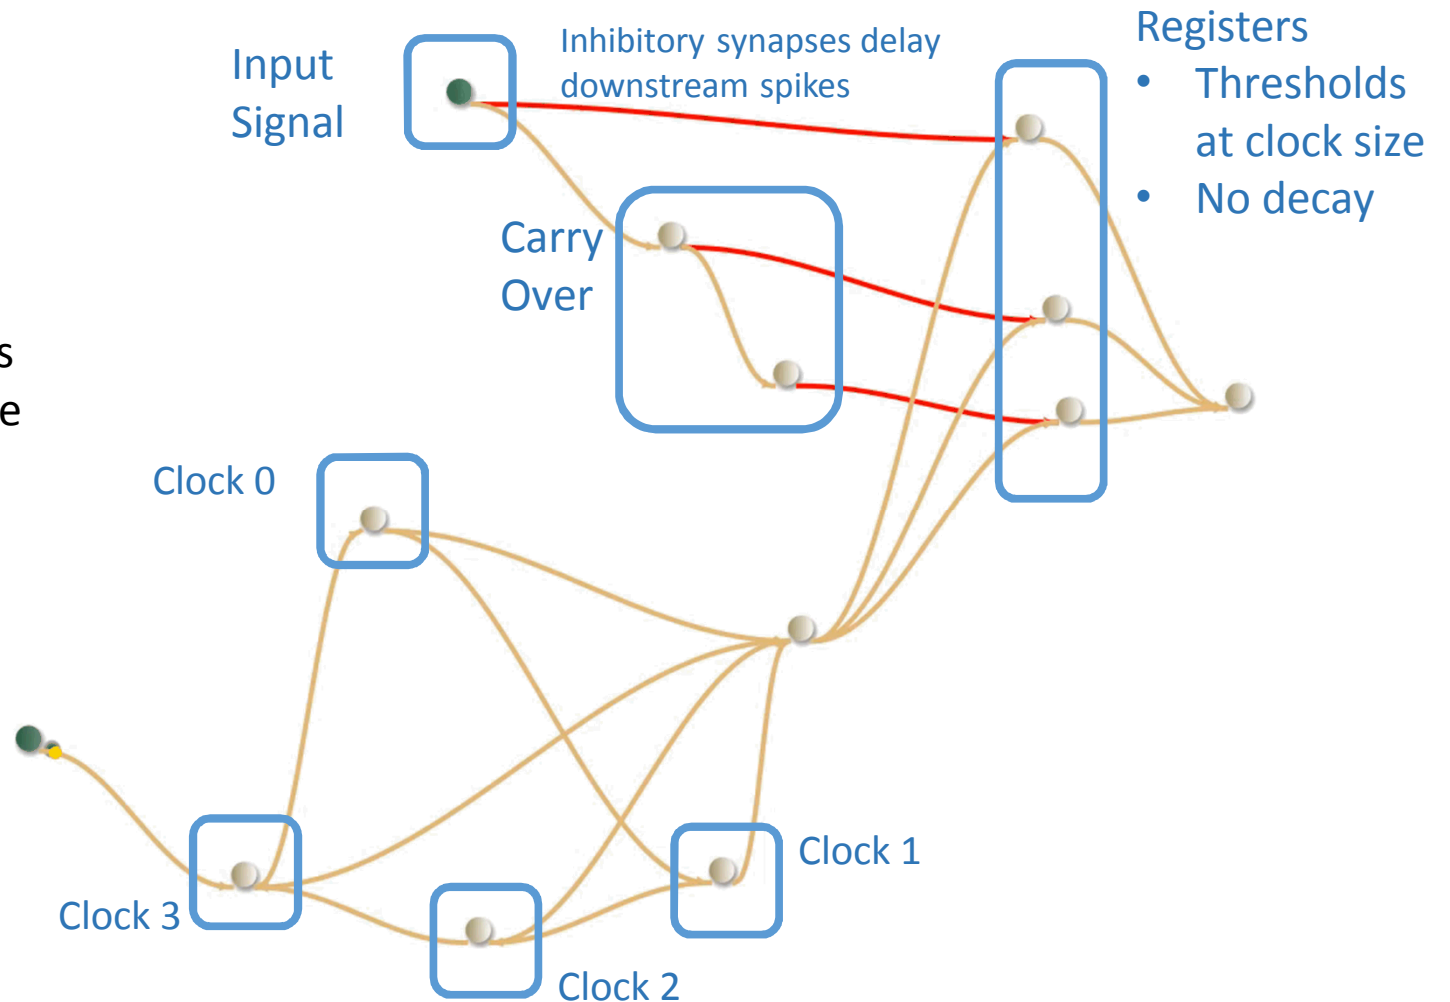 Input
Signal
Inhibitory synapses delay
downstream spikes
Registers
• Thresholds
at clock size
• No decay
Carry
Over
s
e
Clock 0
Clock 1
Clock 3
Clock 2